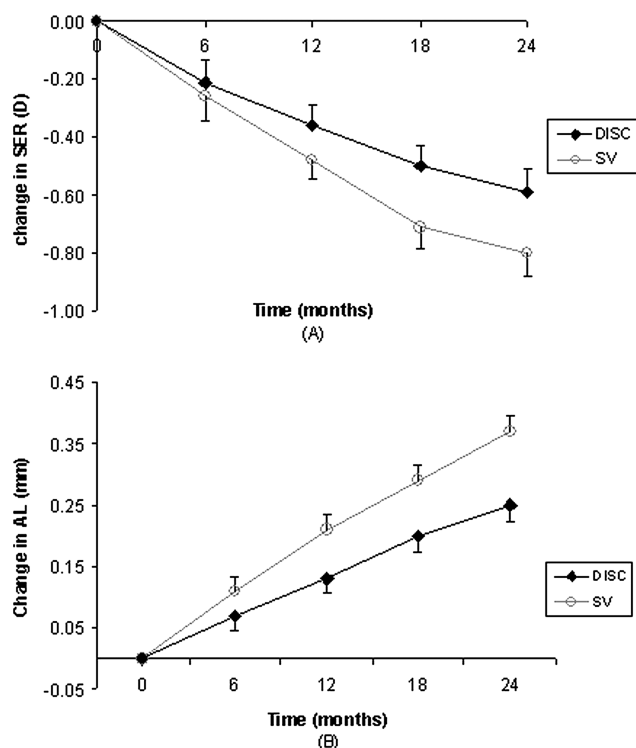 0.00
-0.20
-0.40
-0.60
-0.80
-1.00
change in SER (D)
0 6 12 18 24
DISC
SV
Time (months)
(A)
0.45
0.35
0.25
0.15
0.05
-0.05
Change in AL (mm)
DISC
SV
0 6 12 18 24
Time (months)
(B)